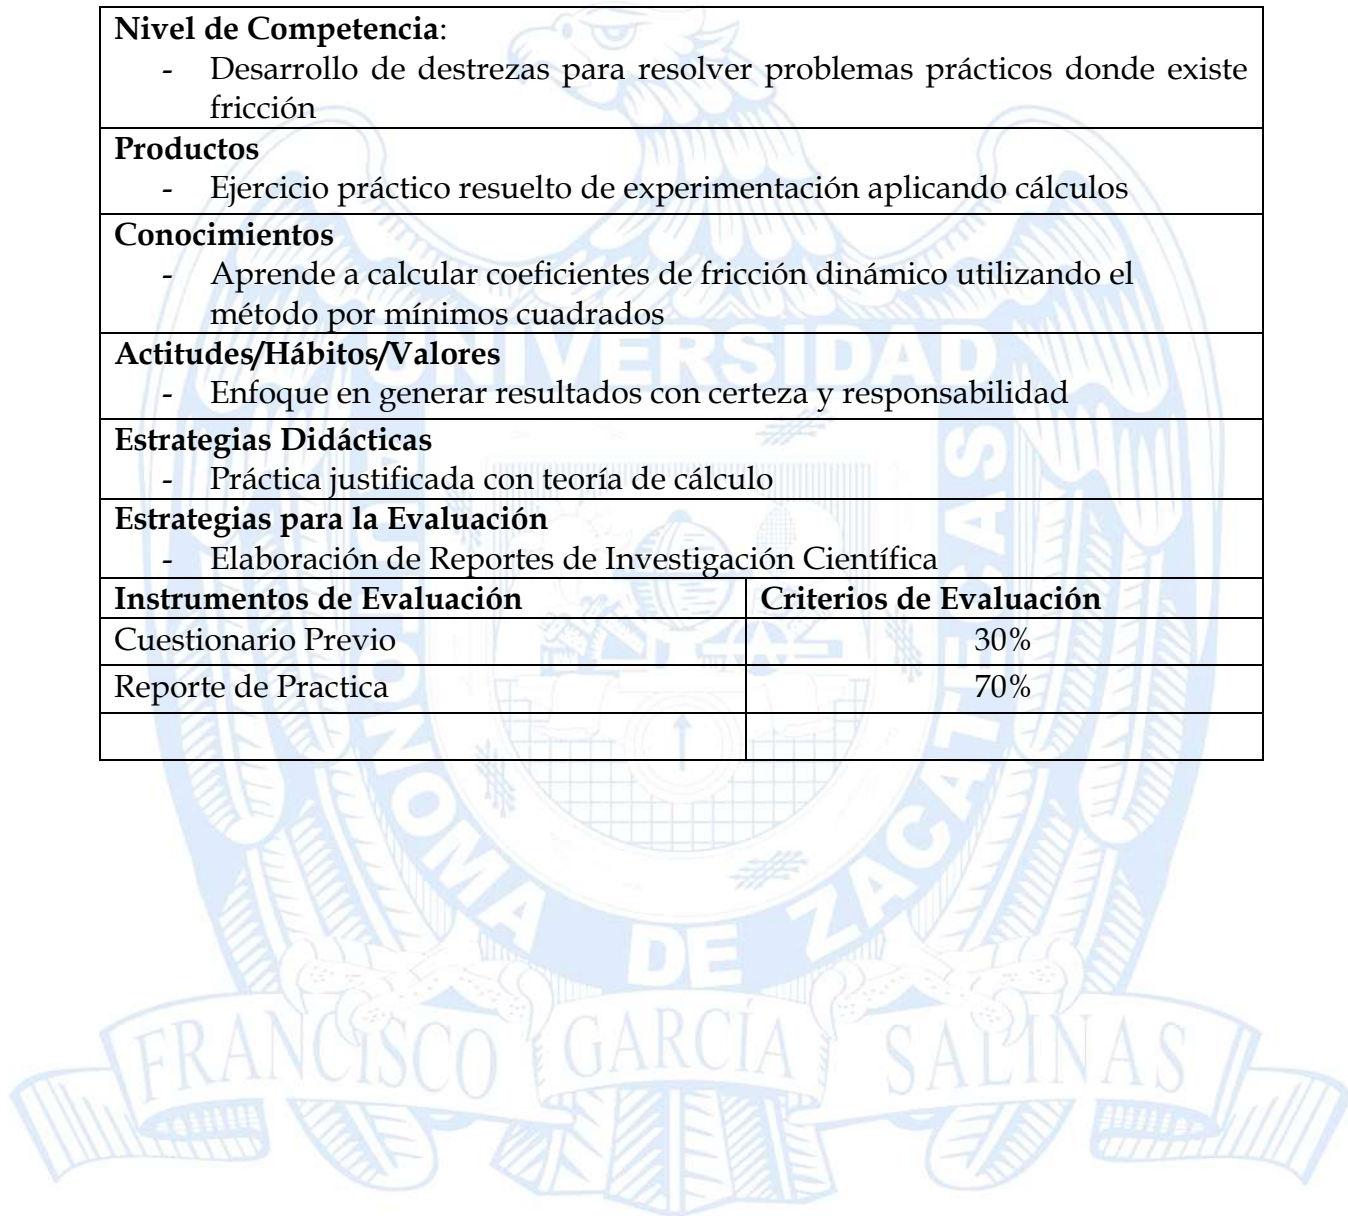 Nivel de Competencia:
- Desarrollo de destrezas para resolver problemas prácticos donde existe
fricción
Productos
- Ejercicio práctico resuelto de experimentación aplicando cálculos
Conocimientos
- Aprende a calcular coeficientes de fricción dinámico utilizando el
método por mínimos cuadrados
Actitudes/Hábitos/Valores
- Enfoque en generar resultados con certeza y responsabilidad
Estrategias Didácticas
- Práctica justificada con teoría de cálculo
Estrategias para la Evaluación
- Elaboración de Reportes de Investigación Científica
Instrumentos de Evaluación Criterios de Evaluación
Cuestionario Previo 30%
Reporte de Practica 70%
UNIVERSIDAD
DE ZACATECAS
FRANCISCO GARCÍA SALINAS